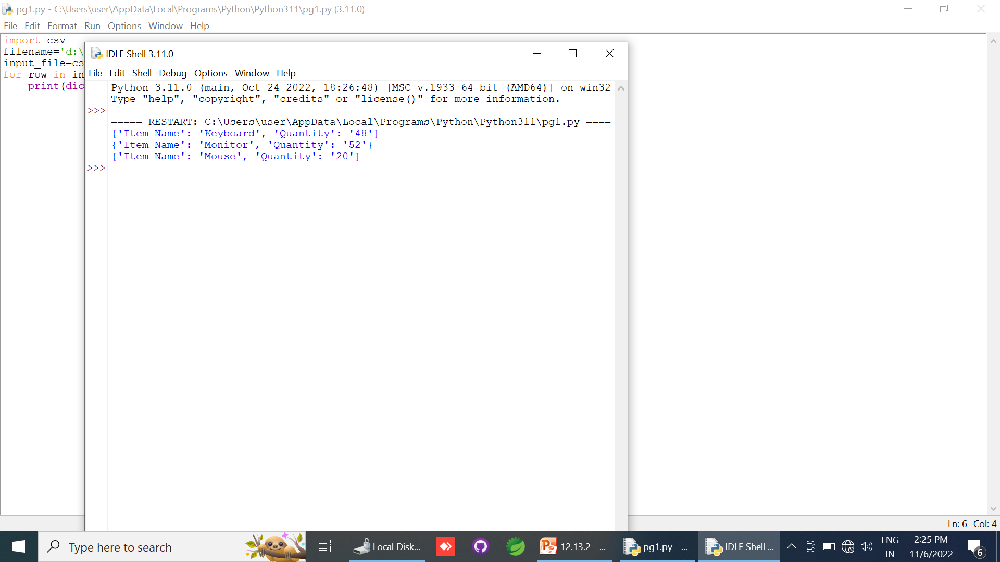 pg1.py - C:\Users\user\AppData\Local\Programs\Python\Python311\pg1.py (3.11.0)
File Edit Format Run Options Window Help
import csv
filename='d:\
input_file=cs
for row in in
print(dic
IDLE Shell 3.11.0
File Edit Shell Debug Options Window Help
Python 3.11.0 (main, Oct 24 2022, 18:26:48) [MSC v.1933 64 bit (AMD64)] on win32
Type "help", "copyright", "credits" or "license()" for more information.
>>>
===== RESTART: C:\Users\user\AppData\Local\Programs\Python\Python311\pg1.py ====
{'Item Name': 'Keyboard', 'Quantity': '48'}
{'Item Name': 'Monitor', 'Quantity': '52'}
{'Item Name': 'Mouse', 'Quantity': '20'}
>>>
Ln: 6 Col: 4
Type here to search
Local Disk...
12.13.2 - ...
pg1.py - ...
IDLE Shell ...
ENG
IN
2:25 PM
11/6/2022
6